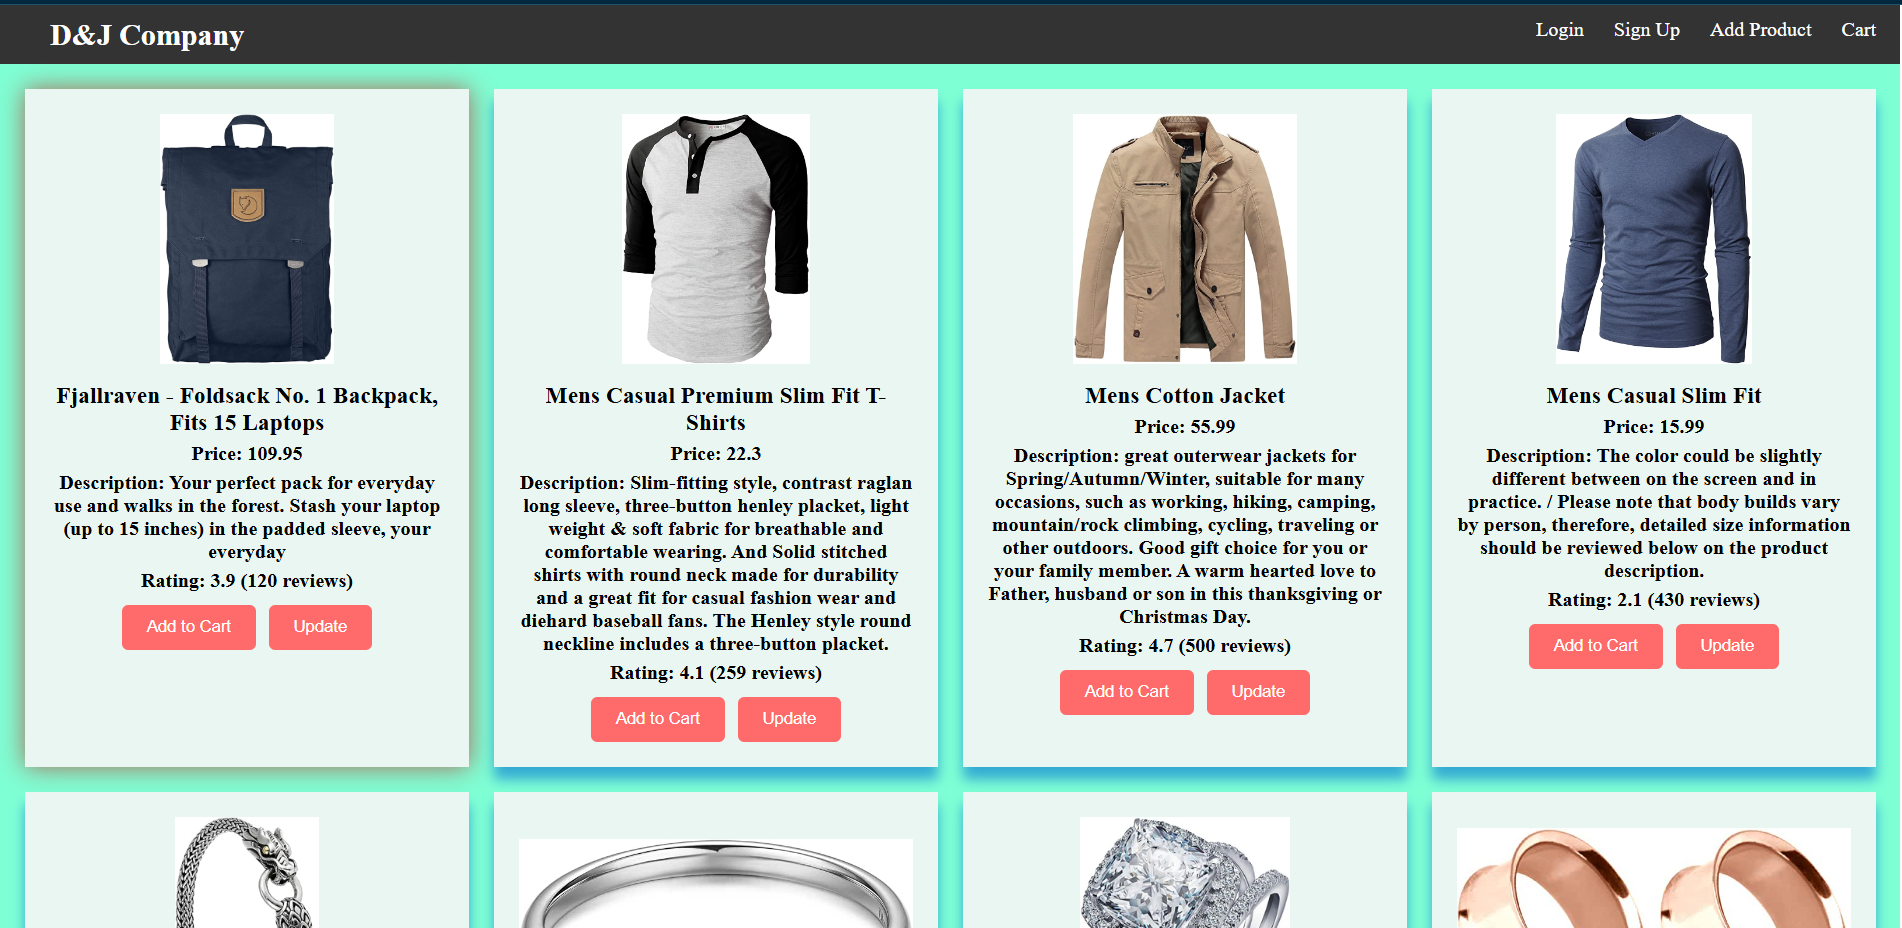 D&J Company
Login
Sign Up
Add Product
Cart
Fjallraven - Foldsack No. 1 Backpack,
Fits 15 Laptops
Price: 109.95
Description: Your perfect pack for everyday
use and walks in the forest. Stash your laptop
(up to 15 inches) in the padded sleeve, your
everyday
Rating: 3.9 (120 reviews)
Add to Cart
Update
Mens Casual Premium Slim Fit T-
Shirts
Price: 22.3
Description: Slim-fitting style, contrast raglan
long sleeve, three-button henley placket, light
weight & soft fabric for breathable and
comfortable wearing. And Solid stitched
shirts with round neck made for durability
and a great fit for casual fashion wear and
diehard baseball fans. The Henley style round
neckline includes a three-button placket.
Rating: 4.1 (259 reviews)
Add to Cart
Update
Mens Cotton Jacket
Price: 55.99
Description: great outerwear jackets for
Spring/Autumn/Winter, suitable for many
occasions, such as working, hiking, camping,
mountain/rock climbing, cycling, traveling or
other outdoors. Good gift choice for you or
your family member. A warm hearted love to
Father, husband or son in this thanksgiving or
Christmas Day.
Rating: 4.7 (500 reviews)
Add to Cart
Update
Mens Casual Slim Fit
Price: 15.99
Description: The color could be slightly
different between on the screen and in
practice. / Please note that body builds vary
by person, therefore, detailed size information
should be reviewed below on the product
description.
Rating: 2.1 (430 reviews)
Add to Cart
Update